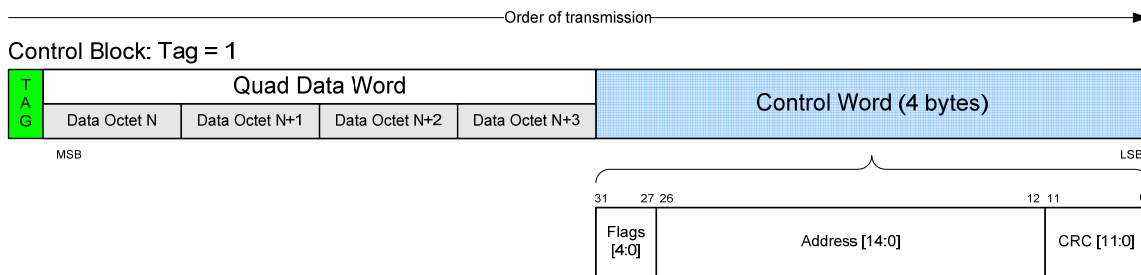 Order of transmission
Control Block: Tag = 1
TAG
Quad Data Word
Control Word (4 bytes)
Data Octet N
Data Octet N+1
Data Octet N+2
Data Octet N+3
MSB
LSB
31
27
26
12
11
Flags
[4:0]
Address [14:0]
CRC [11:0]